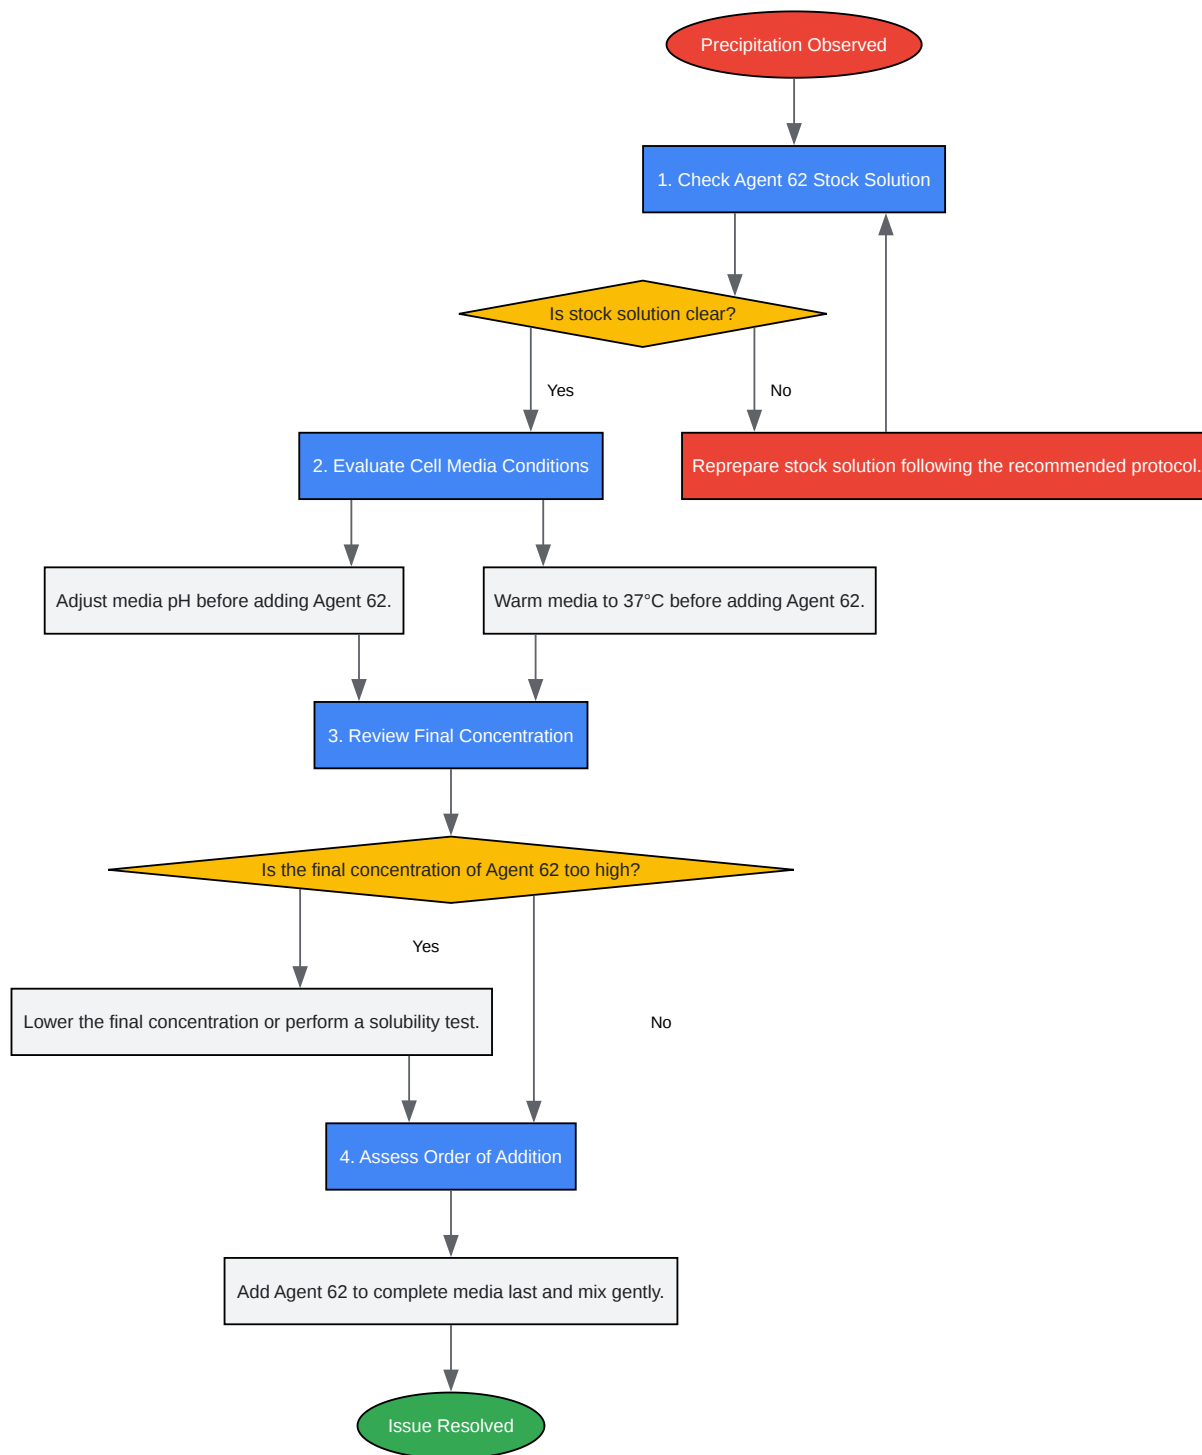 Precipitation Observed
1. Check Agent 62 Stock Solution
Is stock solution clear?
Yes
No
2. Evaluate Cell Media Conditions
Reprepare stock solution following the recommended protocol.
Adjust media pH before adding Agent 62.
Warm media to 37°C before adding Agent 62.
3. Review Final Concentration
Is the final concentration of Agent 62 too high?
Yes
Lower the final concentration or perform a solubility test.
No
4. Assess Order of Addition
Add Agent 62 to complete media last and mix gently.
Issue Resolved